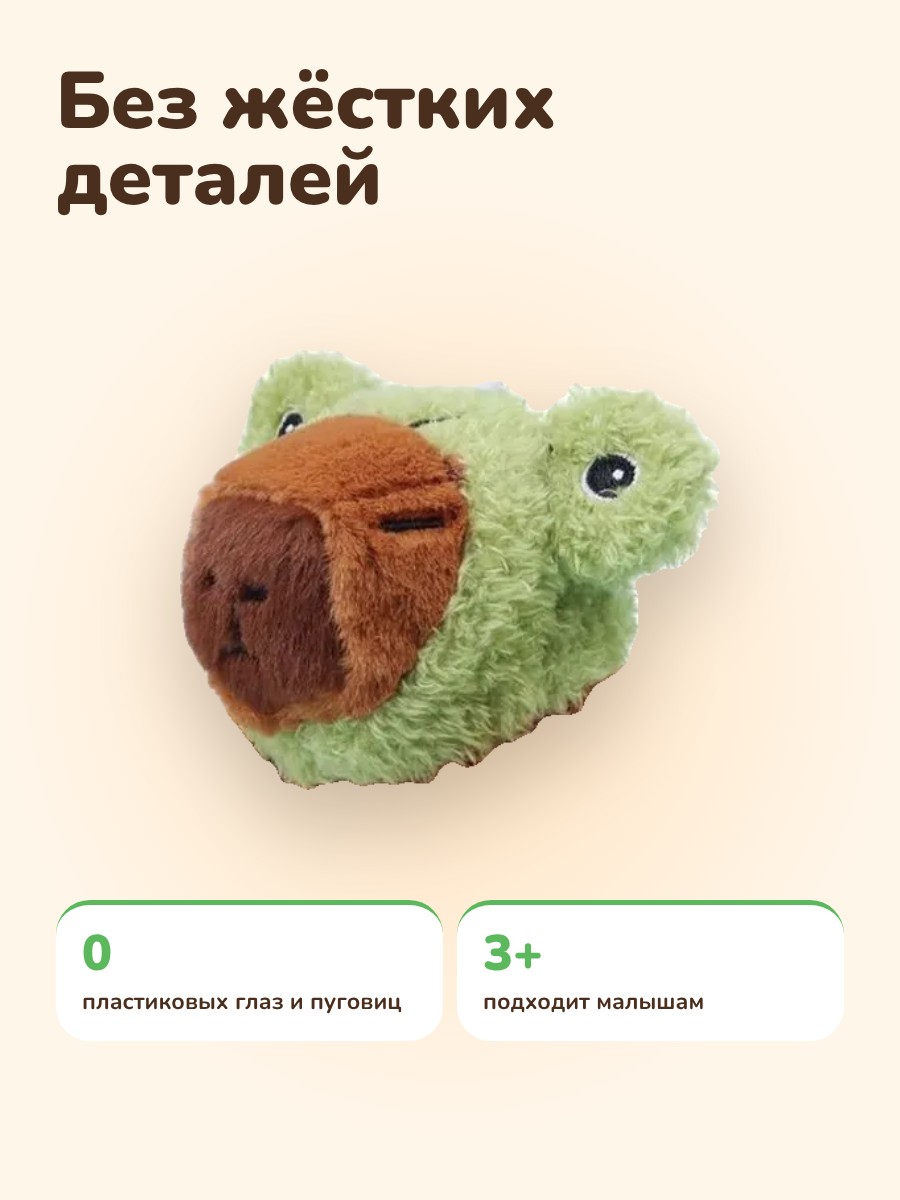 Без жёстких
деталей
0
3+
пластиковых глаз и пуговиц
подходит малышам